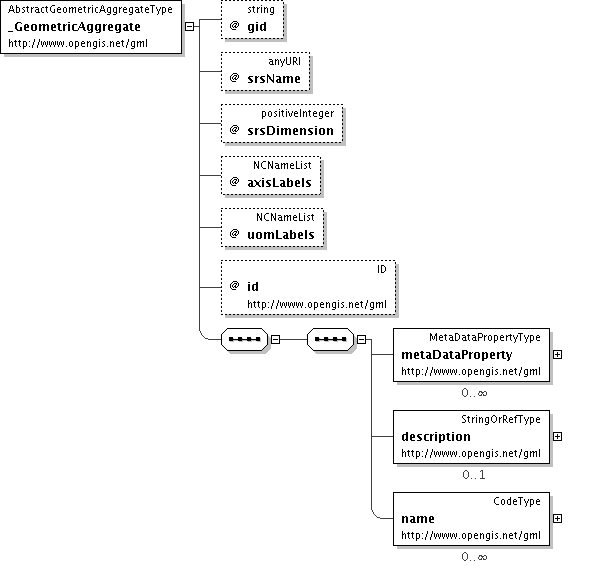 AbstractGeometricAggregateType
_GeometricAggregate
http://www.opengis.net/gml
string
@ gid
anyURI
@ srsName
positiveInteger
@ srsDimension
NCNameList
@ axisLabels
NCNameList
@ uomLabels
ID
@ id
http://www.opengis.net/gml
MetaDataPropertyType
metaDataProperty
http://www.opengis.net/gml
0..∞
StringOrRefType
description
http://www.opengis.net/gml
0..1
CodeType
name
http://www.opengis.net/gml
0..∞